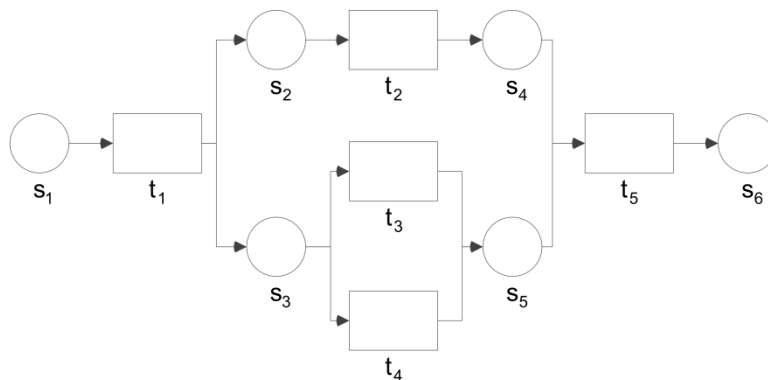 s₂
t₂
s₄
s₁
t₁
t₃
t₅
s₆
s₃
s₅
t₄